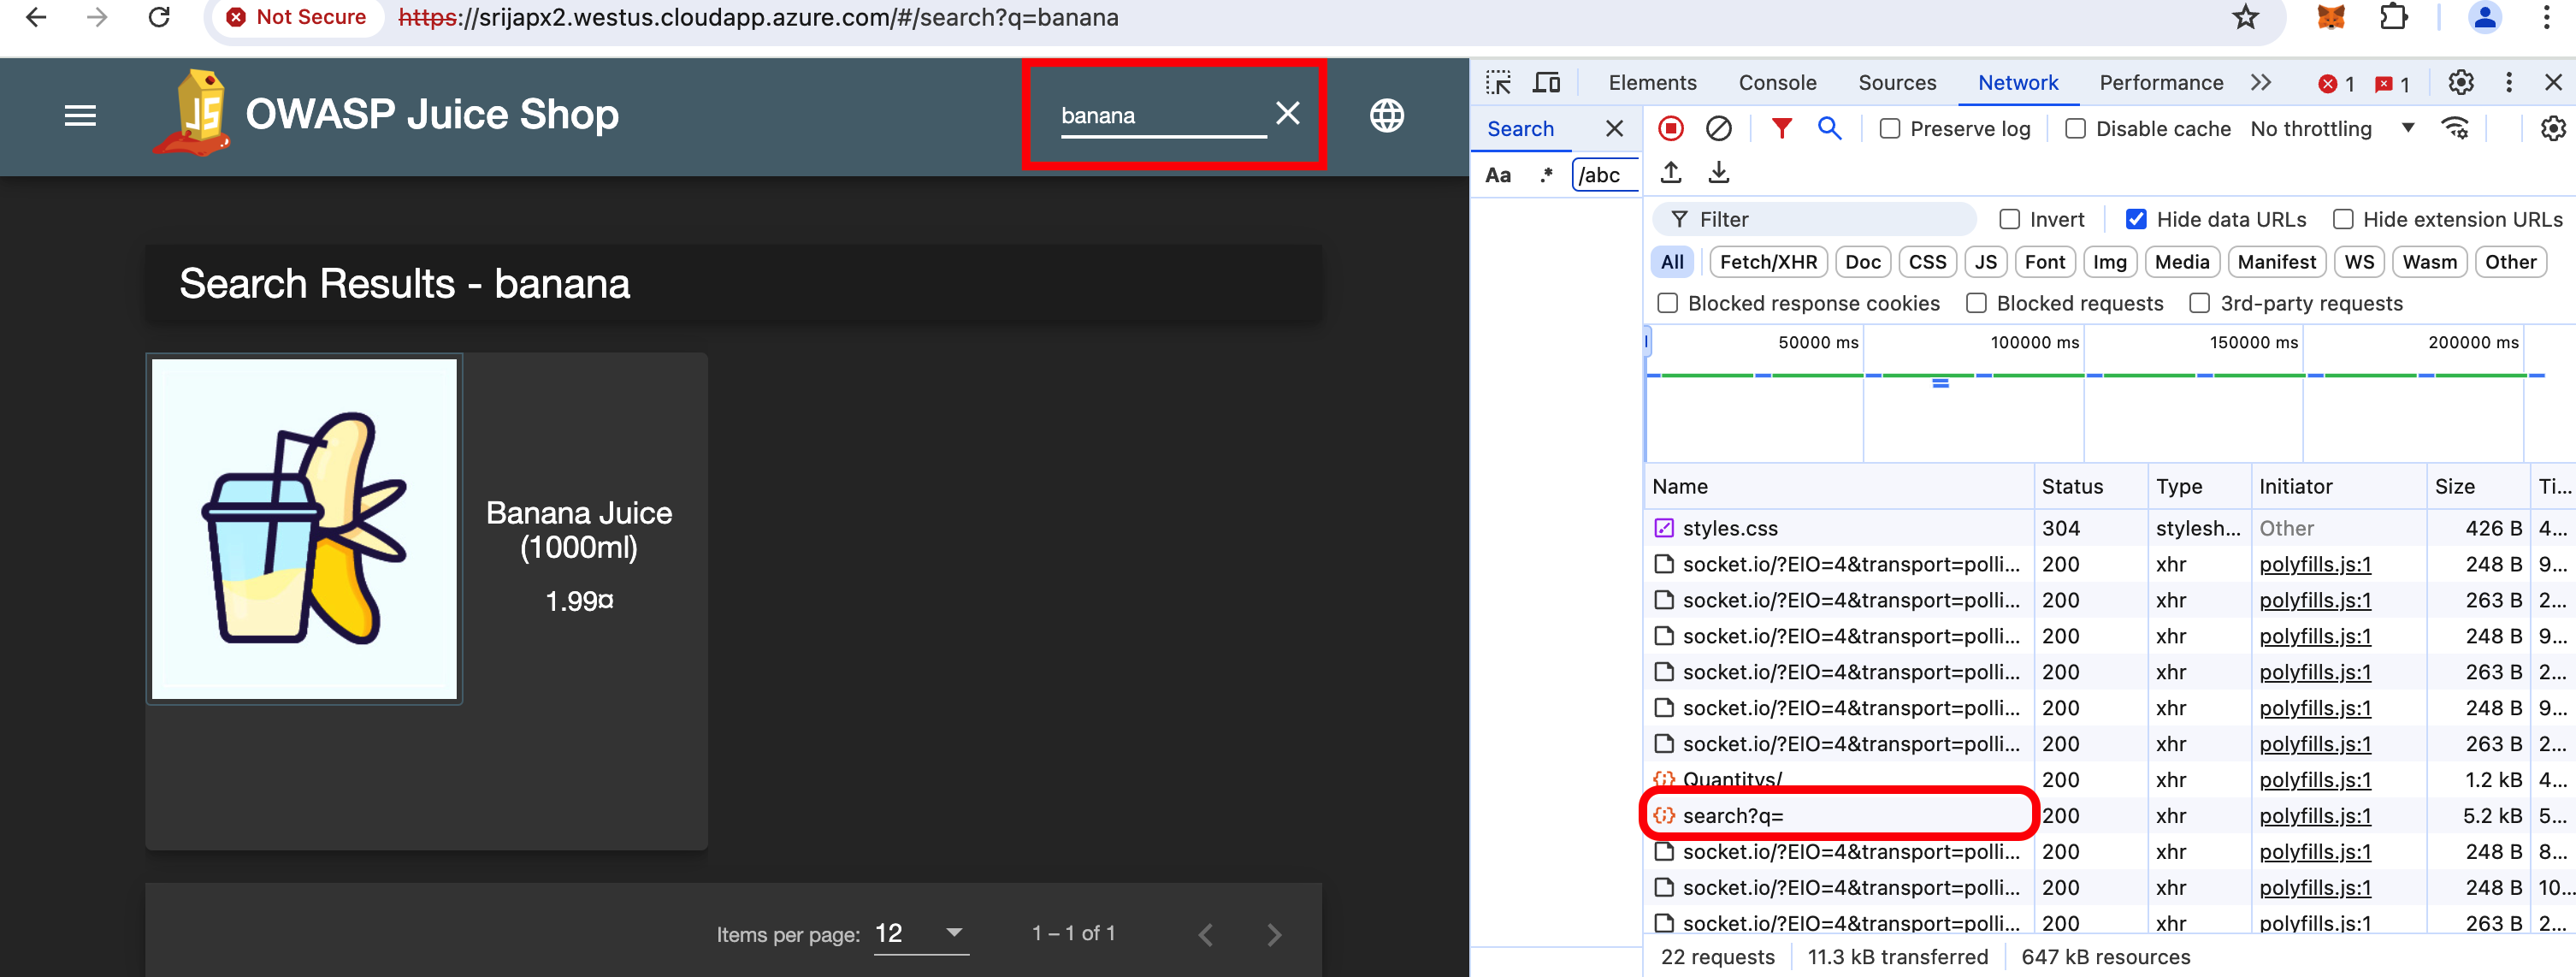 Not Secure https://srijapx2.westus.cloudapp.azure.com/#/search?q=banana
JS OWASP Juice Shop
banana
Search Results - banana
Banana Juice
(1000ml)
1.99¤
Items per page: 12 1 – 1 of 1
Elements Console Sources Network Performance 1 1
Search
Aa .* /abc
Preserve log Disable cache No throttling
Filter Invert Hide data URLs Hide extension URLs
All Fetch/XHR Doc CSS JS Font Img Media Manifest WS Wasm Other
Blocked response cookies Blocked requests 3rd-party requests
50000 ms 100000 ms 150000 ms 200000 ms
Name Status Type Initiator Size Ti...
styles.css 304 stylesh... Other 426 B 4...
socket.io/?EIO=4&transport=polli... 200 xhr polyfills.js:1 248 B 9...
socket.io/?EIO=4&transport=polli... 200 xhr polyfills.js:1 263 B 2...
socket.io/?EIO=4&transport=polli... 200 xhr polyfills.js:1 248 B 9...
socket.io/?EIO=4&transport=polli... 200 xhr polyfills.js:1 263 B 2...
socket.io/?EIO=4&transport=polli... 200 xhr polyfills.js:1 248 B 9...
socket.io/?EIO=4&transport=polli... 200 xhr polyfills.js:1 263 B 2...
Quantitys/ 200 xhr polyfills.js:1 1.2 kB 4...
search?q= 200 xhr polyfills.js:1 5.2 kB 5...
socket.io/?EIO=4&transport=polli... 200 xhr polyfills.js:1 248 B 8...
socket.io/?EIO=4&transport=polli... 200 xhr polyfills.js:1 248 B 10...
socket.io/?EIO=4&transport=polli... 200 xhr polyfills.js:1 263 B 2...
22 requests 11.3 kB transferred 647 kB resources